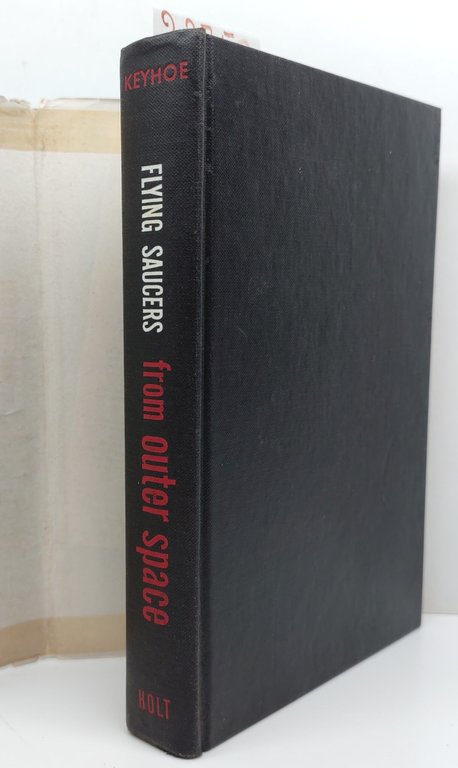 KEYHOE
FLYING SAUCERS from outer space
HOLT